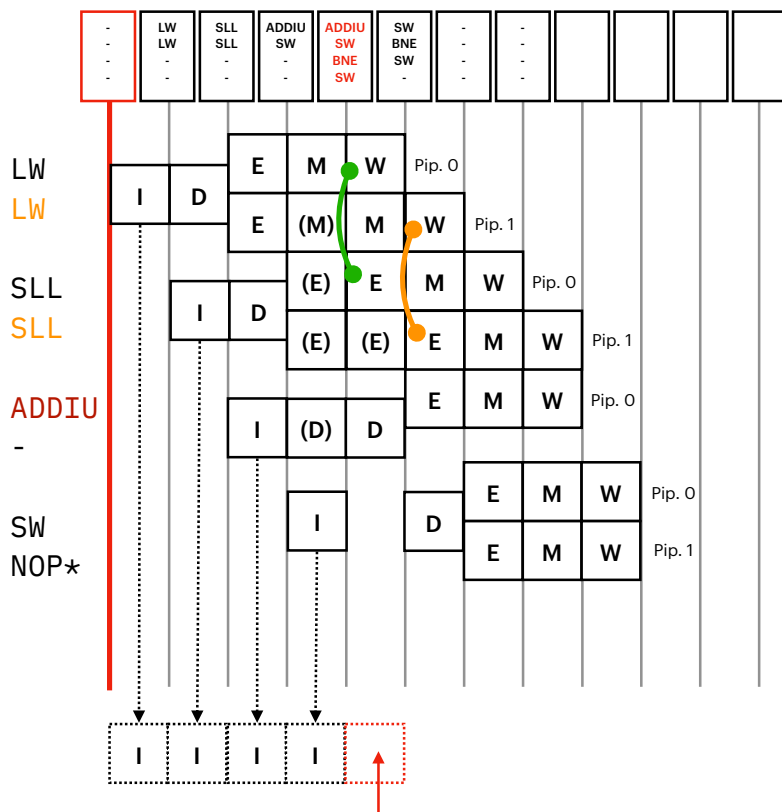 -
-
-
-
LW
LW
-
-
SLL
SLL
-
-
ADDIU
SW
-
-
ADDIU
SW
BNE
SW
SW
BNE
SW
-
-
-
-
-
-
-
-
-
LW
LW
I D E M W Pip. 0
E (M) M W Pip. 1
SLL
SLL
I D (E) E M W Pip. 0
(E) (E) E M W Pip. 1
ADDIU
-
I (D) D E M W Pip. 0
SW
NOP*
I D E M W Pip. 0
E M W Pip. 1
I I I I